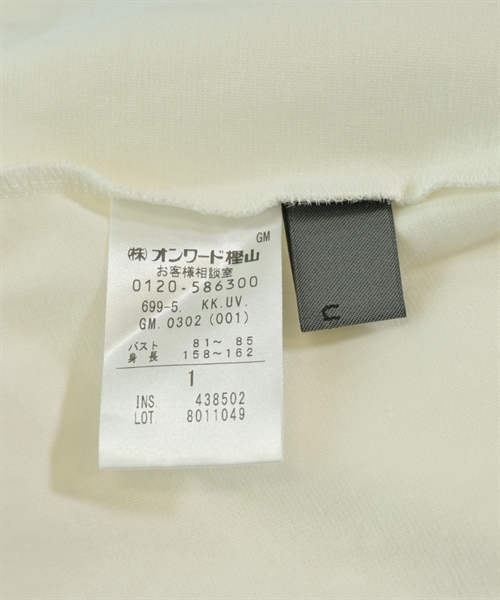 GM
㈱オンワード樫山
お客様相談室
0120-586300
699-5. KK.UV.
GM. 0302 (001)
バスト 81～ 85
身長 158～162
1
INS. 438502
LOT. 8011049